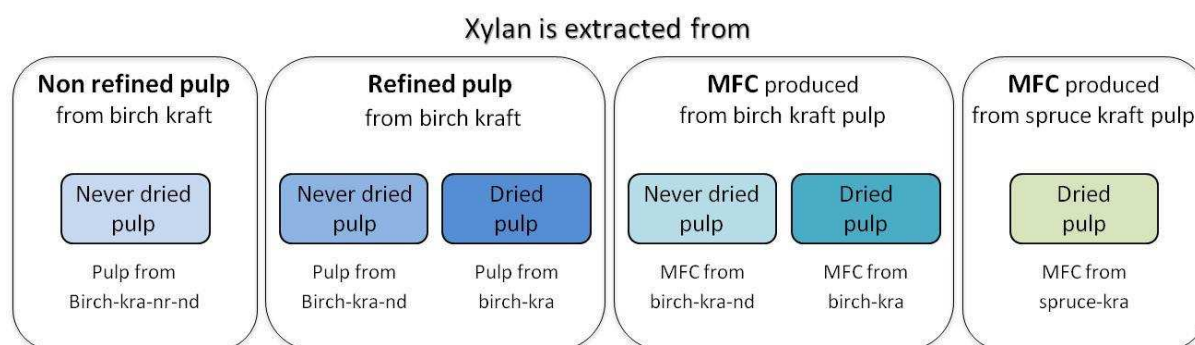 Xylan is extracted from
Non refined pulp
from birch kraft
Never dried
pulp
Pulp from
Birch-kra-nr-nd
Refined pulp
from birch kraft
Never dried
pulp
Pulp from
Birch-kra-nd
Dried
pulp
Pulp from
birch-kra
MFC produced
from birch kraft pulp
Never dried
pulp
MFC from
birch-kra-nd
Dried
pulp
MFC from
birch-kra
MFC produced
from spruce kraft pulp
Dried
pulp
MFC from
spruce-kra